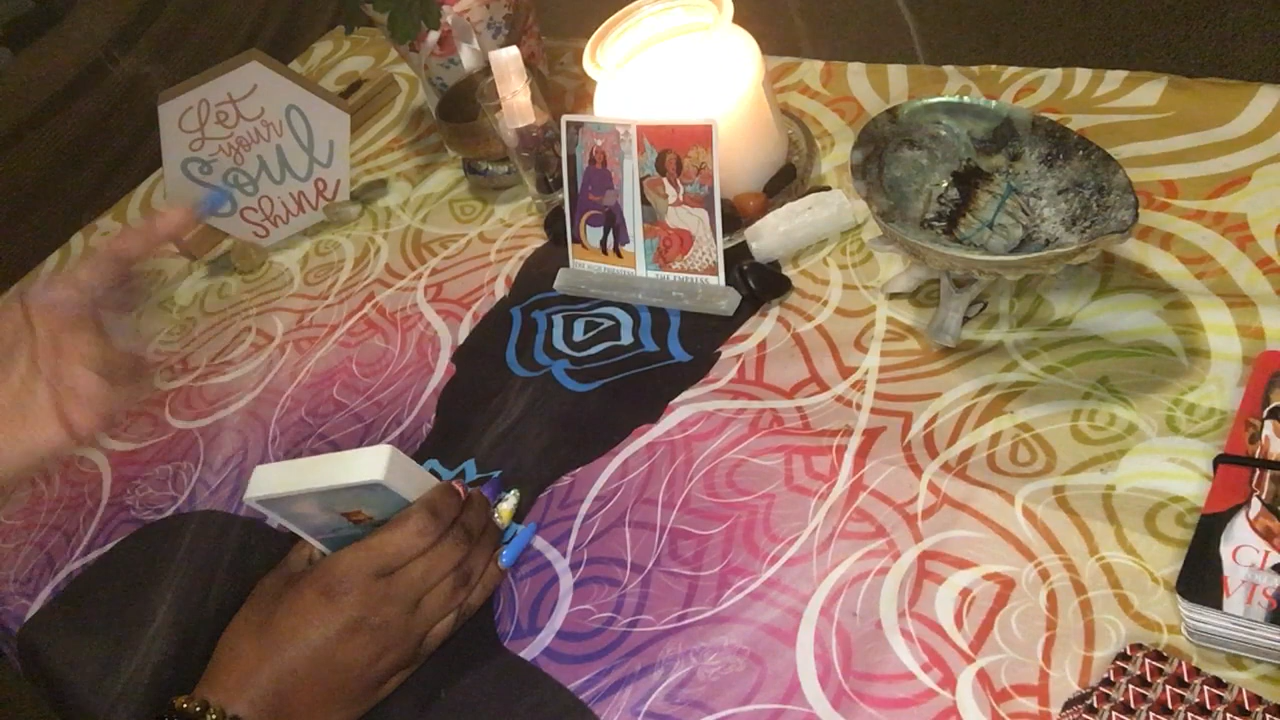 Let
your
Soul
Shine
THE HIGH PRIESTESS
THE EMPRESS